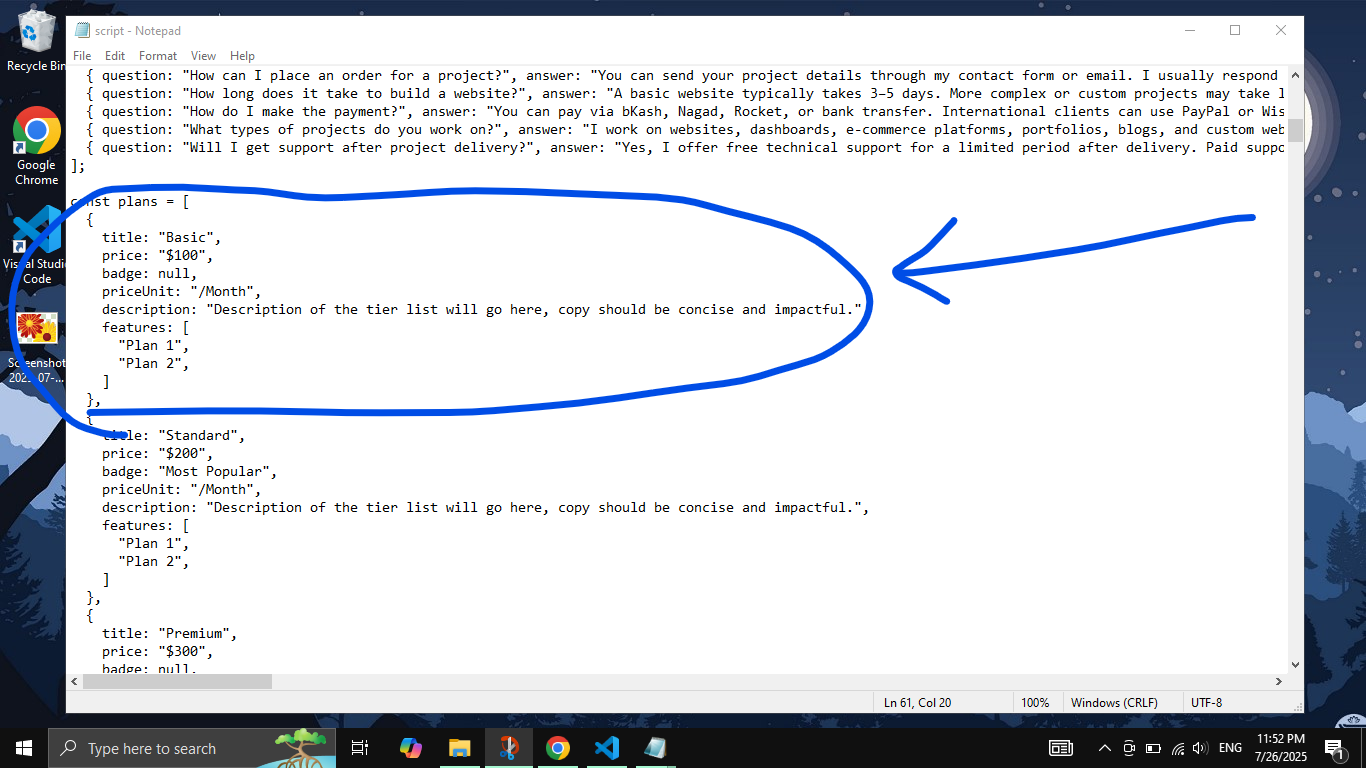 Recycle Bin
Google
Chrome
Visual Studio
Code
Screenshot
2025-07-...
script - Notepad
File Edit Format View Help
{ question: "How can I place an order for a project?", answer: "You can send your project details through my contact form or email. I usually respond
{ question: "How long does it take to build a website?", answer: "A basic website typically takes 3–5 days. More complex or custom projects may take l
{ question: "How do I make the payment?", answer: "You can pay via bKash, Nagad, Rocket, or bank transfer. International clients can use PayPal or Wis
{ question: "What types of projects do you work on?", answer: "I work on websites, dashboards, e-commerce platforms, portfolios, blogs, and custom web
{ question: "Will I get support after project delivery?", answer: "Yes, I offer free technical support for a limited period after delivery. Paid suppo
];
const plans = [
{
title: "Basic",
price: "$100",
badge: null,
priceUnit: "/Month",
description: "Description of the tier list will go here, copy should be concise and impactful."
features: [
"Plan 1",
"Plan 2",
]
},
{
title: "Standard",
price: "$200",
badge: "Most Popular",
priceUnit: "/Month",
description: "Description of the tier list will go here, copy should be concise and impactful.",
features: [
"Plan 1",
"Plan 2",
]
},
{
title: "Premium",
price: "$300",
badge: null,
Ln 61, Col 20 100% Windows (CRLF) UTF-8
Type here to search
ENG
11:52 PM
7/26/2025
1